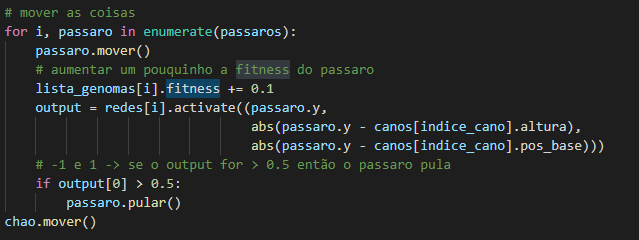 # mover as coisas
for i, passaro in enumerate(passaros):
    passaro.mover()
    # aumentar um pouquinho a fitness do passaro
    lista_genomas[i].fitness += 0.1
    output = redes[i].activate((passaro.y,
                                abs(passaro.y - canos[indice_cano].altura),
                                abs(passaro.y - canos[indice_cano].pos_base)))
    # -1 e 1 -> se o output for > 0.5 então o passaro pula
    if output[0] > 0.5:
        passaro.pular()
chao.mover()